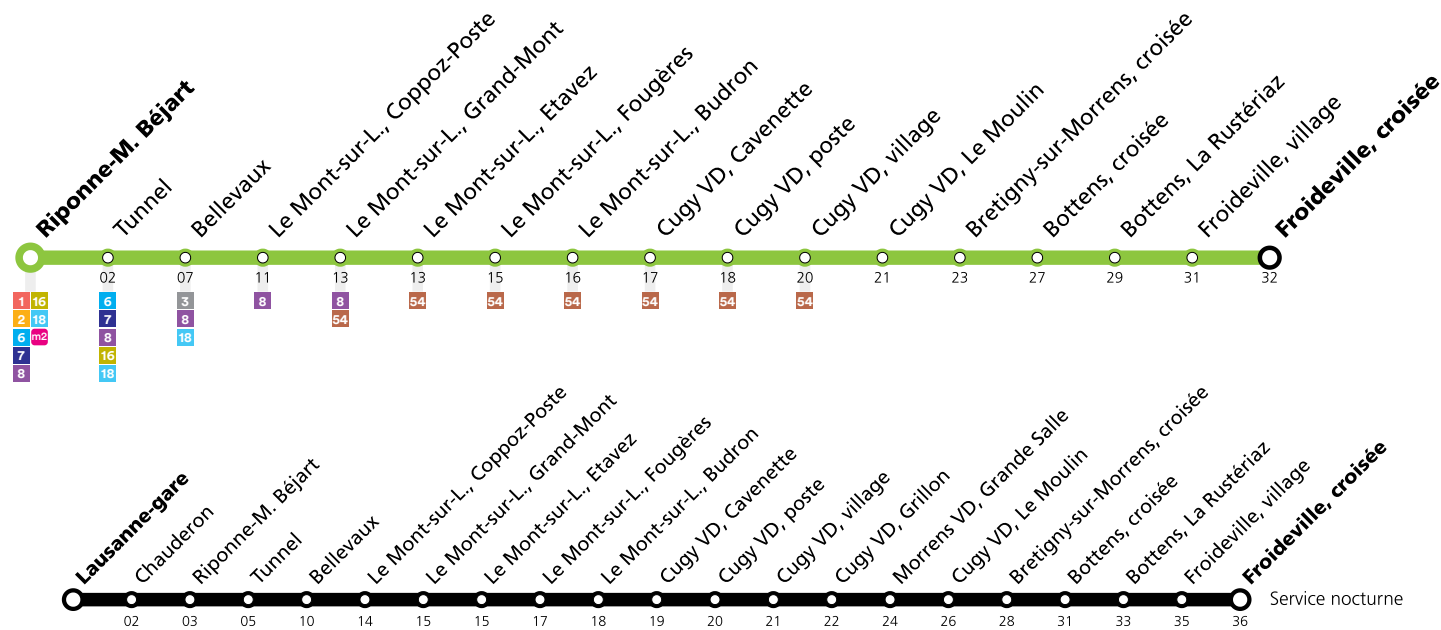 Riponne-M. Béjart
Tunnel
Bellevaux
Le Mont-sur-L., Coppoz-Poste
Le Mont-sur-L., Grand-Mont
Le Mont-sur-L., Etavez
Le Mont-sur-L., Fougères
Le Mont-sur-L., Budron
Cugy VD, Cavenette
Cugy VD, poste
Cugy VD, village
Cugy VD, Le Moulin
Bretigny-sur-Morrens, croisée
Bottens, croisée
Bottens, La Rustériaz
Froideville, village
Froideville, croisée
02 07 11 13 13 15 16 17 18 20 21 23 27 29 31 32
1 16 6 3 8 8 54 54 54 54 54 54
2 18 7 8 54
6 m2 8 18
7 16
8 18
Lausanne-gare
Chauderon
Riponne-M. Béjart
Tunnel
Bellevaux
Le Mont-sur-L., Coppoz-Poste
Le Mont-sur-L., Grand-Mont
Le Mont-sur-L., Etavez
Le Mont-sur-L., Fougères
Le Mont-sur-L., Budron
Cugy VD, Cavenette
Cugy VD, poste
Cugy VD, village
Cugy VD, Grillon
Morrens VD, Grande Salle
Cugy VD, Le Moulin
Bretigny-sur-Morrens, croisée
Bottens, croisée
Bottens, La Rustériaz
Froideville, village
Froideville, croisée
Service nocturne
02 03 05 10 14 15 15 17 18 19 20 21 22 24 26 28 31 33 35 36